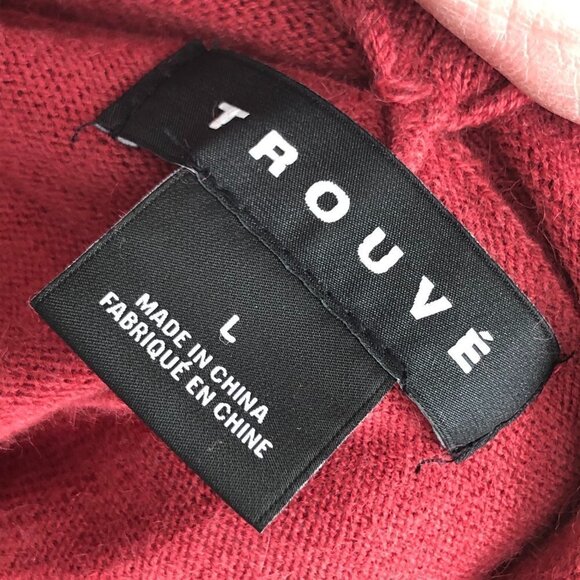 TROUVÉ
L
MADE IN CHINA
FABRIQUÉ EN CHINE